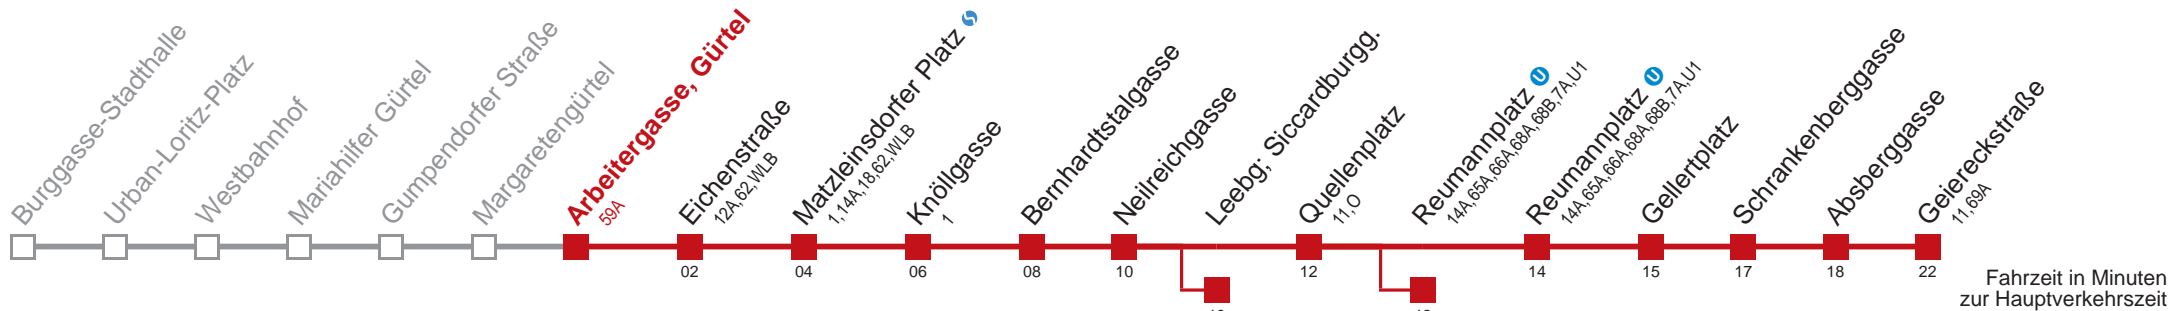 Burggasse-Stadthalle
Urban-Loritz-Platz
Westbahnhof
Mariahilfer Gürtel
Gumpendorfer Straße
Margaretengürtel
Arbeitergasse, Gürtel
59A
Eichenstraße
12A,62,WLB
Matzleinsdorfer Platz
1,14A,18,62,WLB
Knöllgasse
1
Bernhardtstalgasse
Neilreichgasse
Leebg; Siccardburgg.
Quellenplatz
11,O
Reumannplatz U
14A,65A,66A,68A,68B,7A,U1
Reumannplatz U
14A,65A,66A,68A,68B,7A,U1
Gellertplatz
Schrankenberggasse
Absberggasse
Geiereckstraße
11,69A
02
04
06
08
10
12
14
15
17
18
22
Fahrzeit in Minuten
zur Hauptverkehrszeit